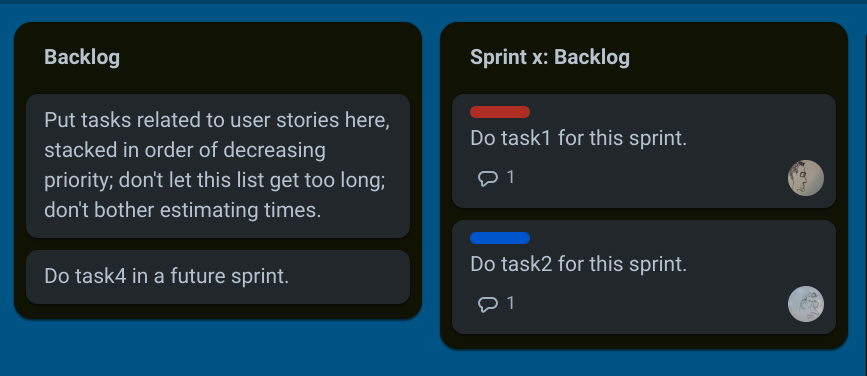 Backlog
Put tasks related to user stories here,
stacked in order of decreasing
priority; don't let this list get too long;
don't bother estimating times.
Do task4 in a future sprint.
Sprint x: Backlog
Do task1 for this sprint.
1
Do task2 for this sprint.
1